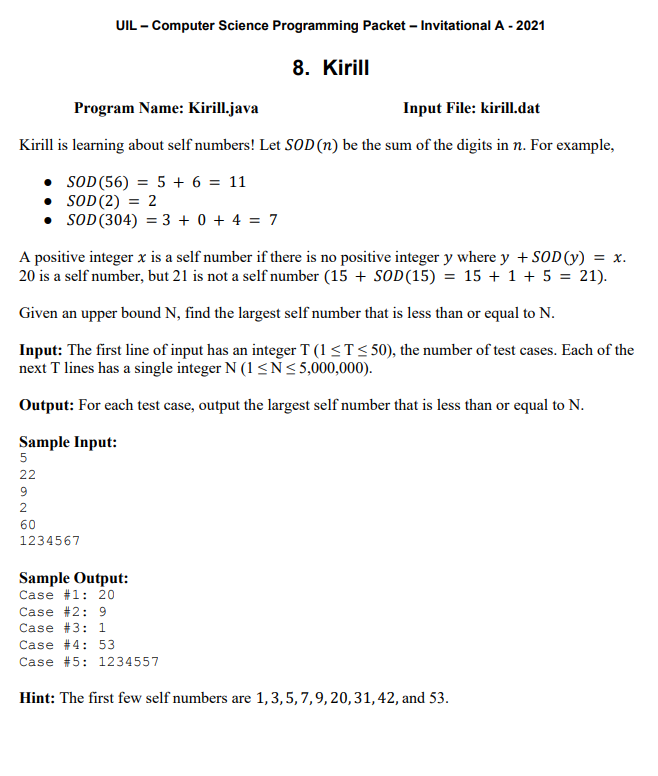 UIL – Computer Science Programming Packet – Invitational A - 2021
8. Kirill
Program Name: Kirill.java Input File: kirill.dat
Kirill is learning about self numbers! Let SOD(n) be the sum of the digits in n. For example,
• SOD(56) = 5 + 6 = 11
• SOD(2) = 2
• SOD(304) = 3 + 0 + 4 = 7
A positive integer x is a self number if there is no positive integer y where y + SOD(y) = x.
20 is a self number, but 21 is not a self number (15 + SOD(15) = 15 + 1 + 5 = 21).
Given an upper bound N, find the largest self number that is less than or equal to N.
Input: The first line of input has an integer T (1 ≤ T ≤ 50), the number of test cases. Each of the
next T lines has a single integer N (1 ≤ N ≤ 5,000,000).
Output: For each test case, output the largest self number that is less than or equal to N.
Sample Input:
5
22
9
2
60
1234567
Sample Output:
Case #1: 20
Case #2: 9
Case #3: 1
Case #4: 53
Case #5: 1234557
Hint: The first few self numbers are 1, 3, 5, 7, 9, 20, 31, 42, and 53.